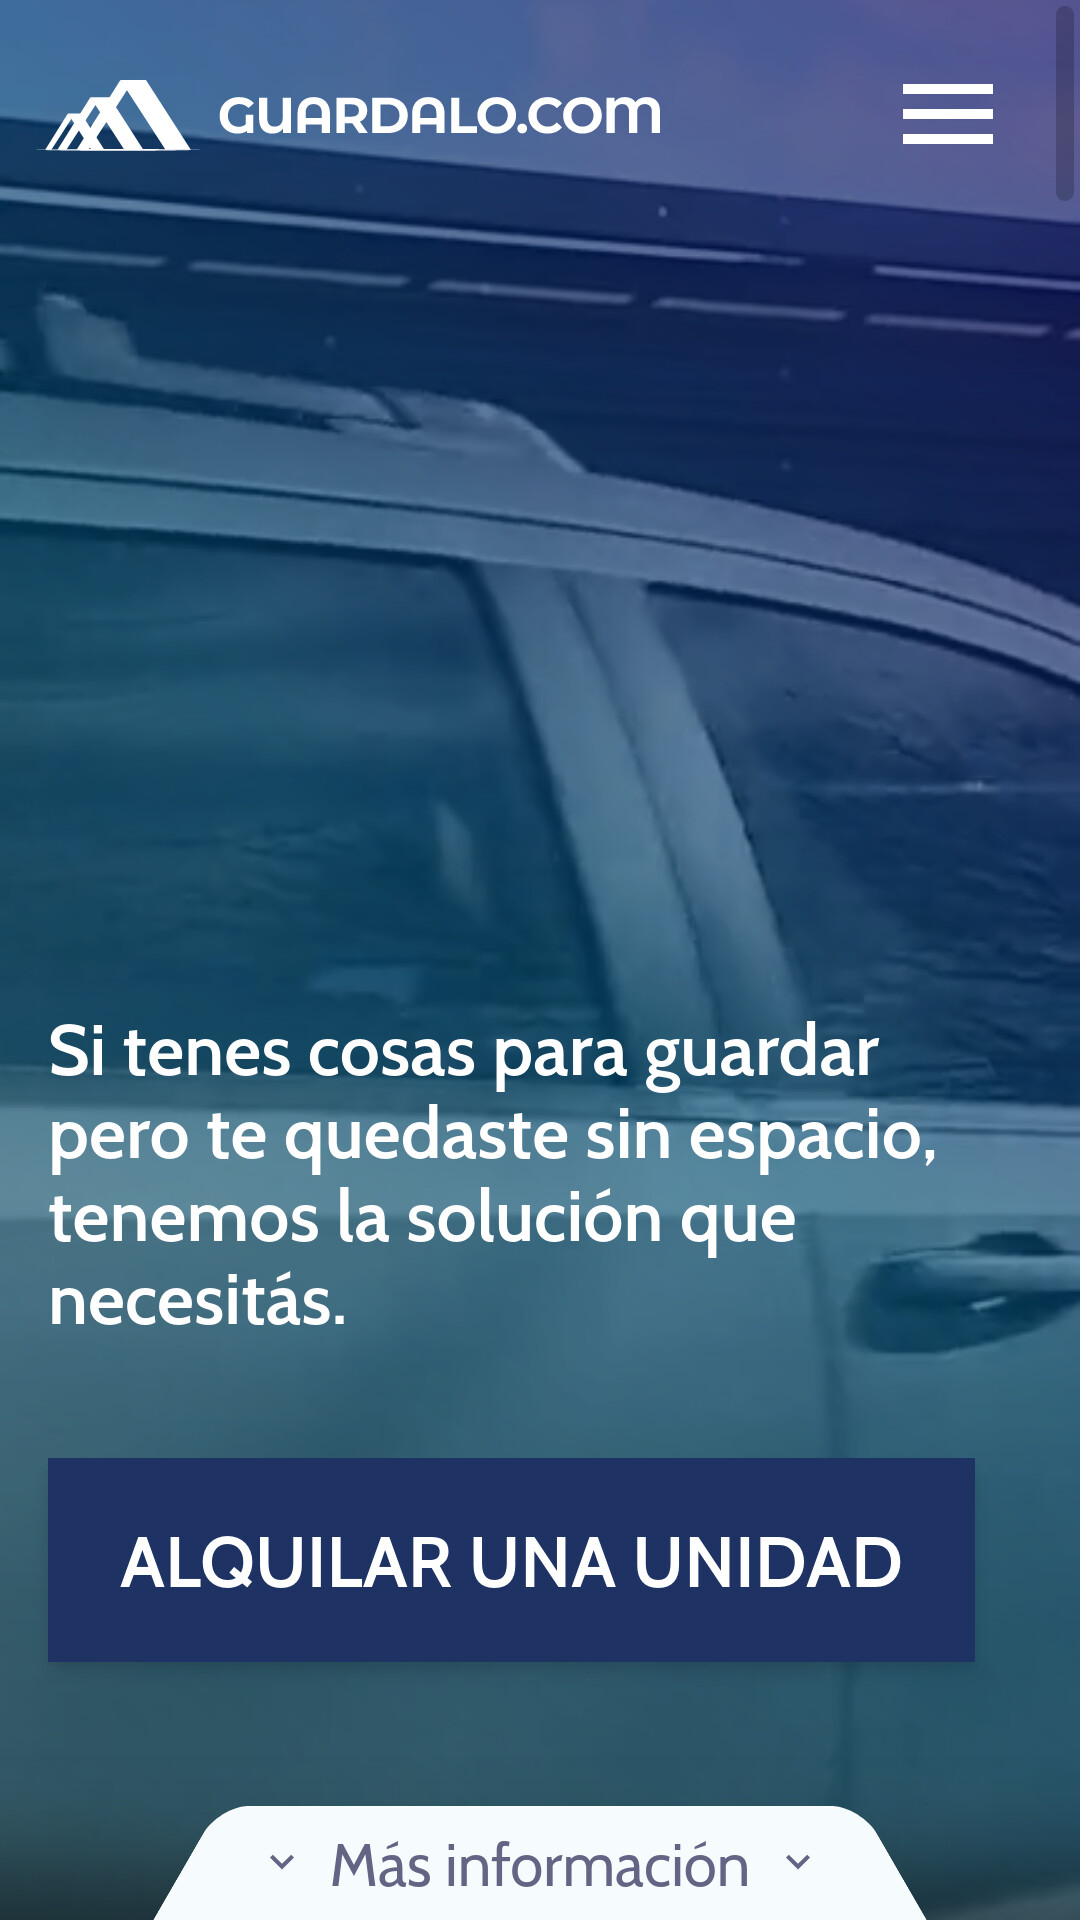 GUARDALO.COM
Si tenes cosas para guardar
pero te quedaste sin espacio,
tenemos la solución que
necesitás.
ALQUILAR UNA UNIDAD
Más información